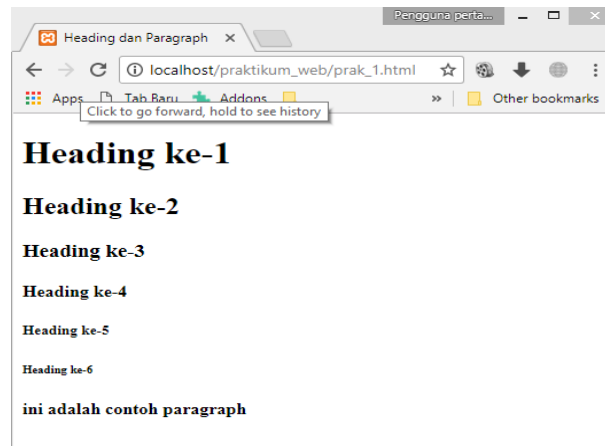 Pengguna perta...
Heading dan Paragraph
localhost/praktikum_web/prak_1.html
Apps Tab Baru Addons » Other bookmarks
Click to go forward, hold to see history
Heading ke-1
Heading ke-2
Heading ke-3
Heading ke-4
Heading ke-5
Heading ke-6
ini adalah contoh paragraph